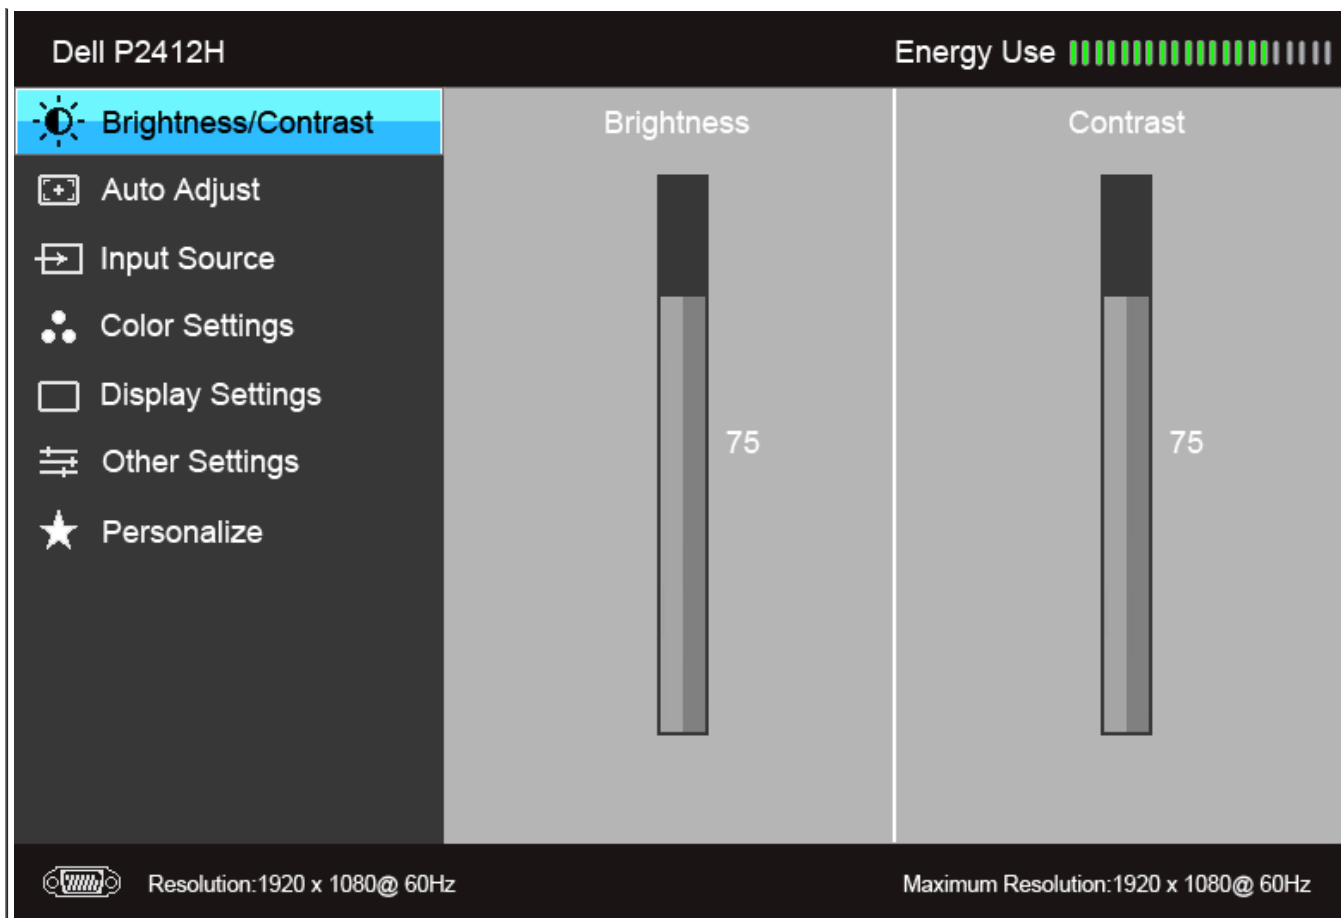 Dell P2412H
Energy Use
Brightness/Contrast
Auto Adjust
Input Source
Color Settings
Display Settings
Other Settings
Personalize
Brightness
75
Contrast
75
Resolution:1920 x 1080@ 60Hz
Maximum Resolution:1920 x 1080@ 60Hz